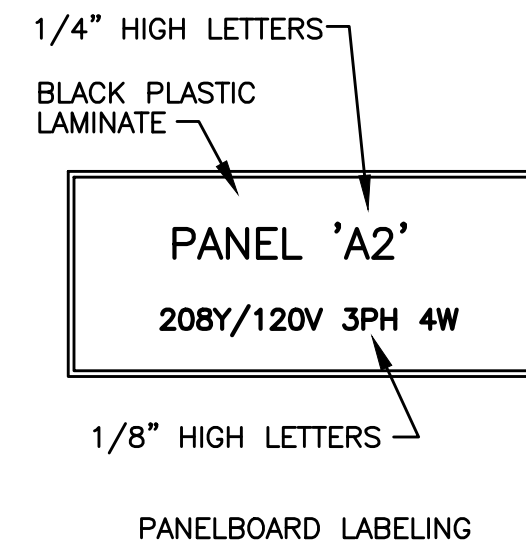 1/4” HIGH LETTERS
BLACK PLASTIC
LAMINATE
PANEL ’A2’
208Y/120V 3PH 4W
1/8” HIGH LETTERS
PANELBOARD LABELING